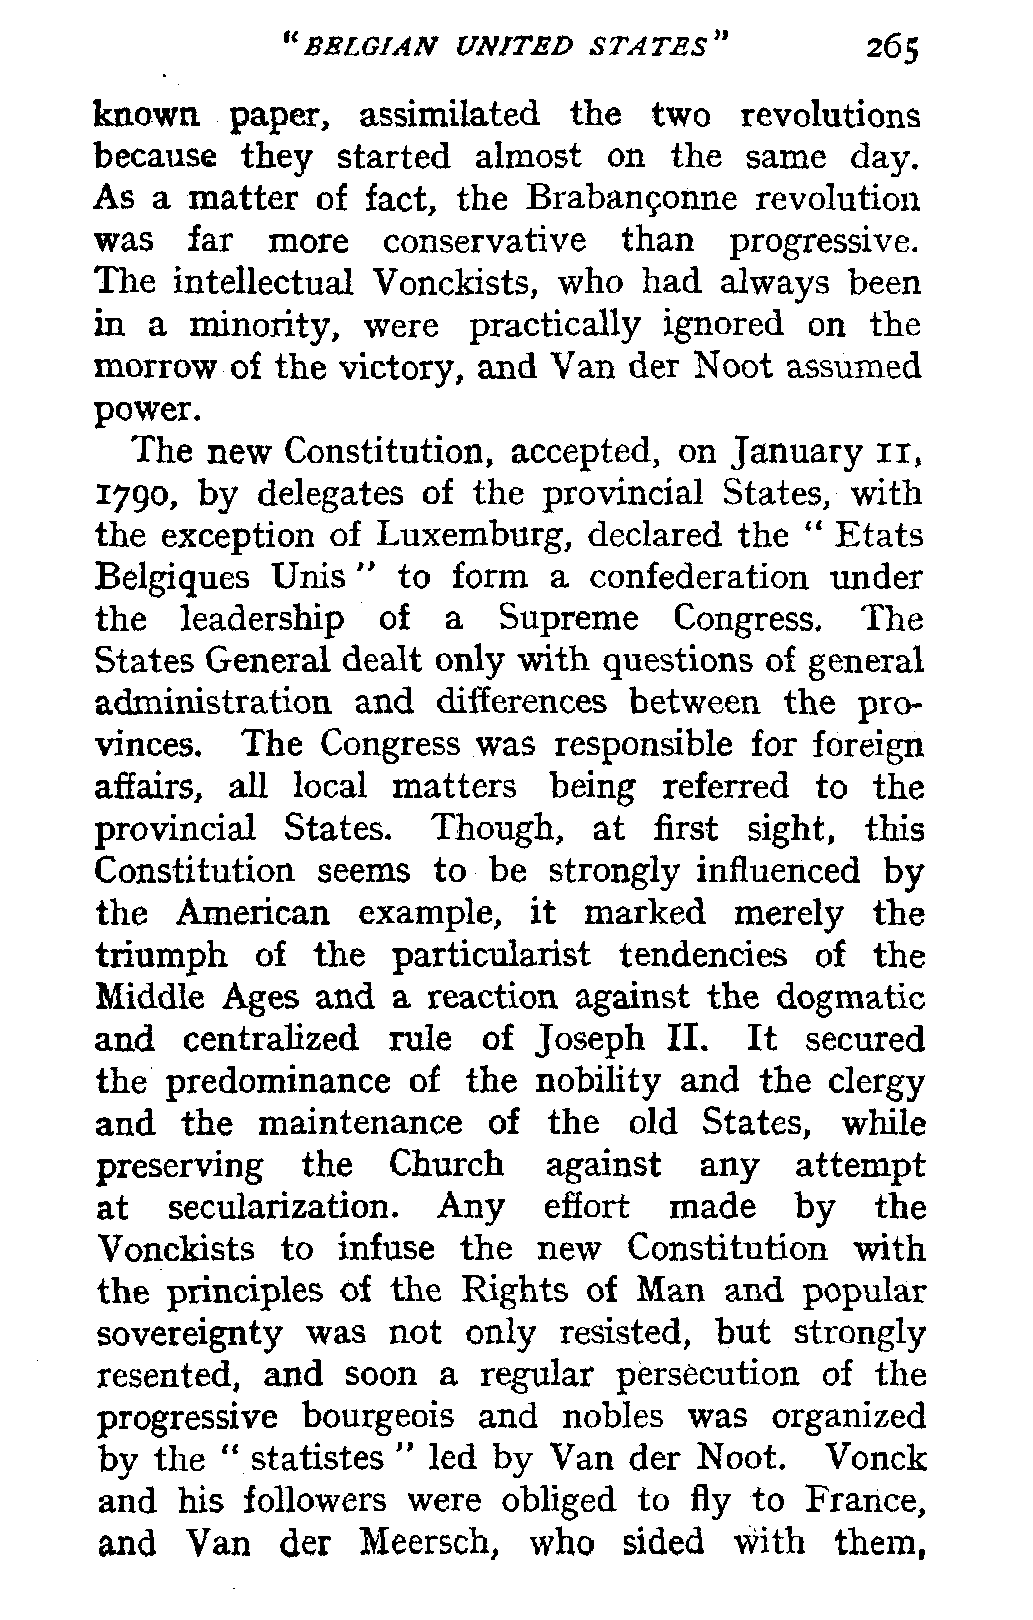 "BELGIAN UNITED STATES" 265
known paper, assimilated the two revolutions
because they started almost on the same day.
As a matter of fact, the Brabançonne revolution
was far more conservative than progressive.
The intellectual Vonckists, who had always been
in a minority, were practically ignored on the
morrow of the victory, and Van der Noot assumed
power.
The new Constitution, accepted, on January 11,
1790, by delegates of the provincial States, with
the exception of Luxemburg, declared the " Etats
Belgiques Unis " to form a confederation under
the leadership of a Supreme Congress. The
States General dealt only with questions of general
administration and differences between the pro-
vinces. The Congress was responsible for foreign
affairs, all local matters being referred to the
provincial States. Though, at first sight, this
Constitution seems to be strongly influenced by
the American example, it marked merely the
triumph of the particularist tendencies of the
Middle Ages and a reaction against the dogmatic
and centralized rule of Joseph II. It secured
the predominance of the nobility and the clergy
and the maintenance of the old States, while
preserving the Church against any attempt
at secularization. Any effort made by the
Vonckists to infuse the new Constitution with
the principles of the Rights of Man and popular
sovereignty was not only resisted, but strongly
resented, and soon a regular persecution of the
progressive bourgeois and nobles was organized
by the " statistes " led by Van der Noot. Vonck
and his followers were obliged to fly to France,
and Van der Meersch, who sided with them,